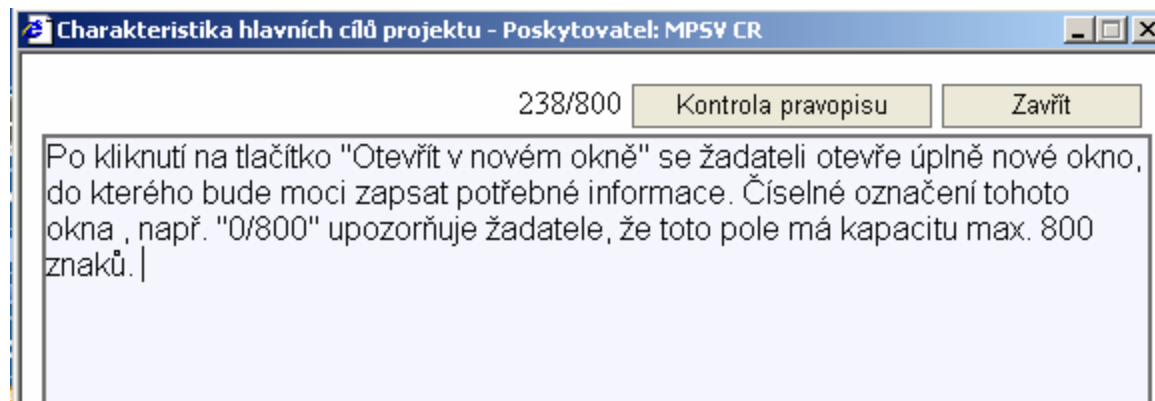 Charakteristika hlavních cílů projektu - Poskytovatel: MPSV CR
238/800 Kontrola pravopisu Zavřít
Po kliknutí na tlačítko "Otevřít v novém okně" se žadateli otevře úplně nové okno,
do kterého bude moci zapsat potřebné informace. Číselné označení tohoto
okna , např. "0/800" upozorňuje žadatele, že toto pole má kapacitu max. 800
znaků.